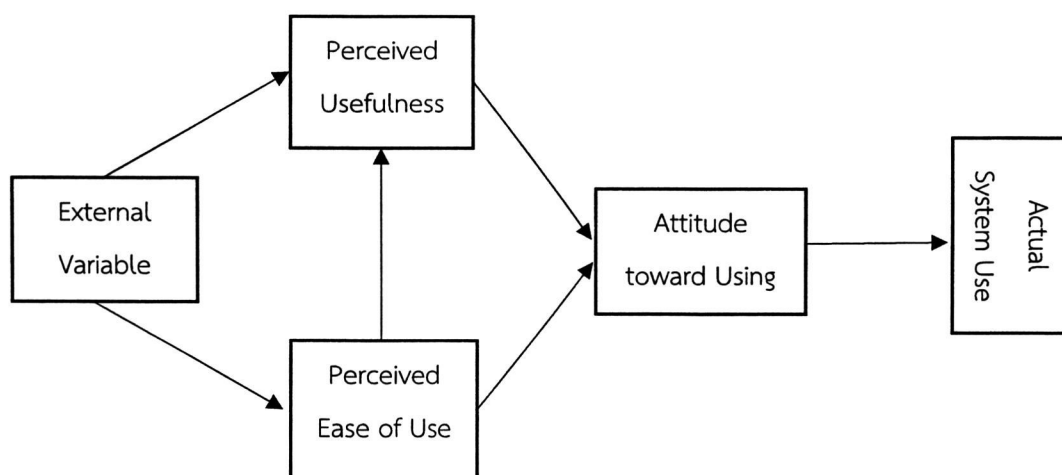 Perceived
Usefulness
External
Variable
Attitude
toward Using
Actual
System Use
Perceived
Ease of Use